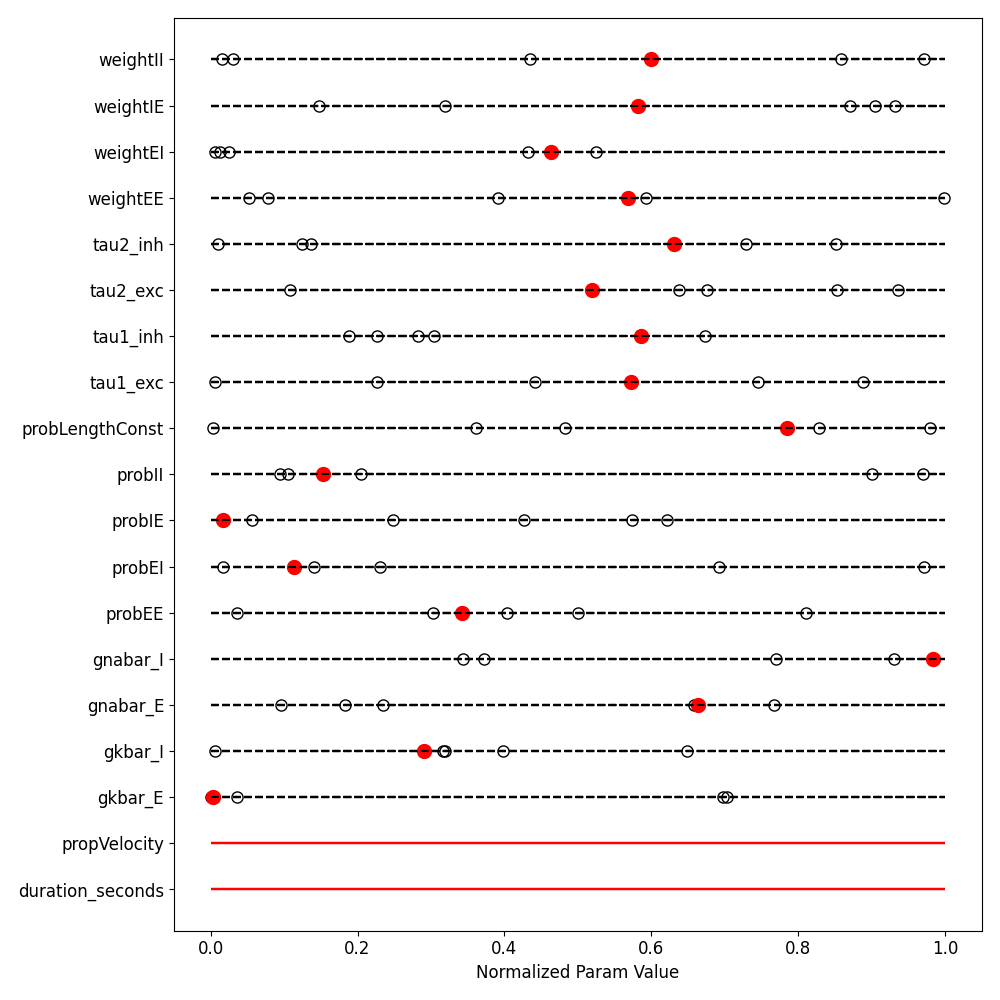 weightII
weightIE
weightEI
weightEE
tau2_inh
tau2_exc
tau1_inh
tau1_exc
probLengthConst
probII
probIE
probEI
probEE
gnabar_I
gnabar_E
gkbar_I
gkbar_E
propVelocity
duration_seconds
0.0 0.2 0.4 0.6 0.8 1.0
Normalized Param Value